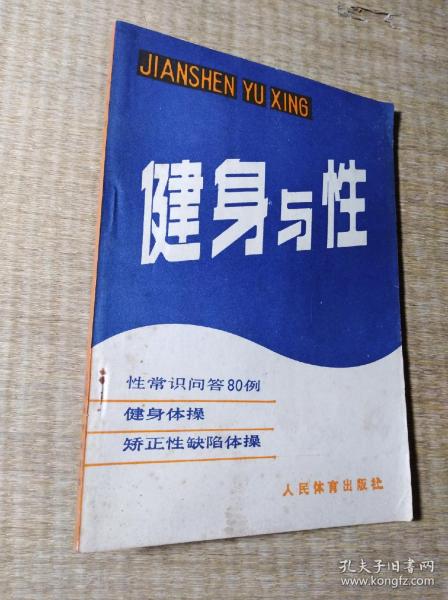 JIANSHEN YU XING
健身与性
性常识问答80例
健身体操
矫正性缺陷体操
人民体育出版社
孔夫子旧书网
www.kongfz.com